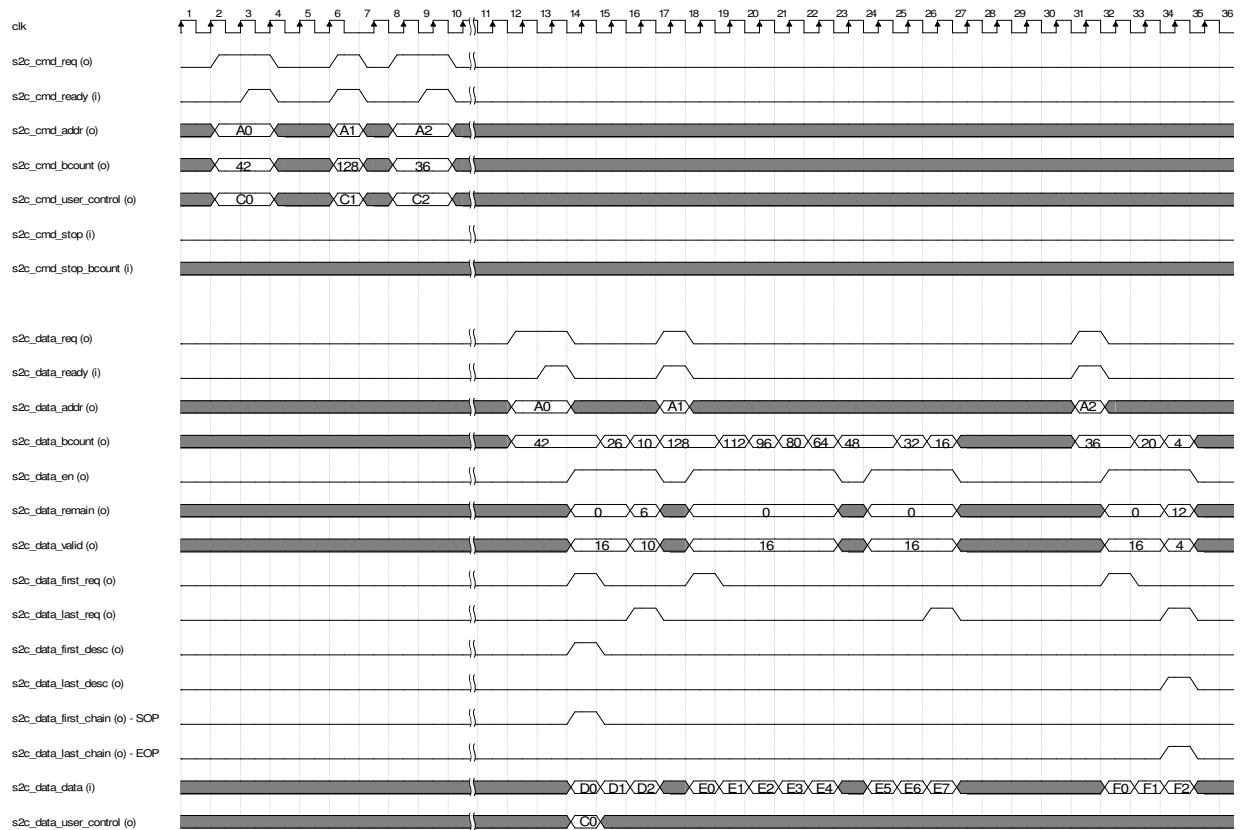 1 2 3 4 5 6 7 8 9 10 11 12 13 14 15 16 17 18 19 20 21 22 23 24 25 26 27 28 29 30 31 32 33 34 35 36
clk
s2c_cmd_req (o)
s2c_cmd_ready (i)
s2c_cmd_addr (o) A0 A1 A2
s2c_cmd_bcount (o) 42 128 36
s2c_cmd_user_control (o) C0 C1 C2
s2c_cmd_stop (i)
s2c_cmd_stop_bcount (i)
s2c_data_req (o)
s2c_data_ready (i)
s2c_data_addr (o) A0 A1 A2
s2c_data_bcount (o) 42 26 10 128 112 96 80 64 48 32 16 36 20 4
s2c_data_en (o)
s2c_data_remain (o) 0 6 0 0 0 12
s2c_data_valid (o) 16 10 16 16 16 4
s2c_data_first_req (o)
s2c_data_last_req (o)
s2c_data_first_desc (o)
s2c_data_last_desc (o)
s2c_data_first_chain (o) - SOP
s2c_data_last_chain (o) - EOP
s2c_data_data (i) D0 D1 D2 E0 E1 E2 E3 E4 E5 E6 E7 F0 F1 F2
s2c_data_user_control (o) C0